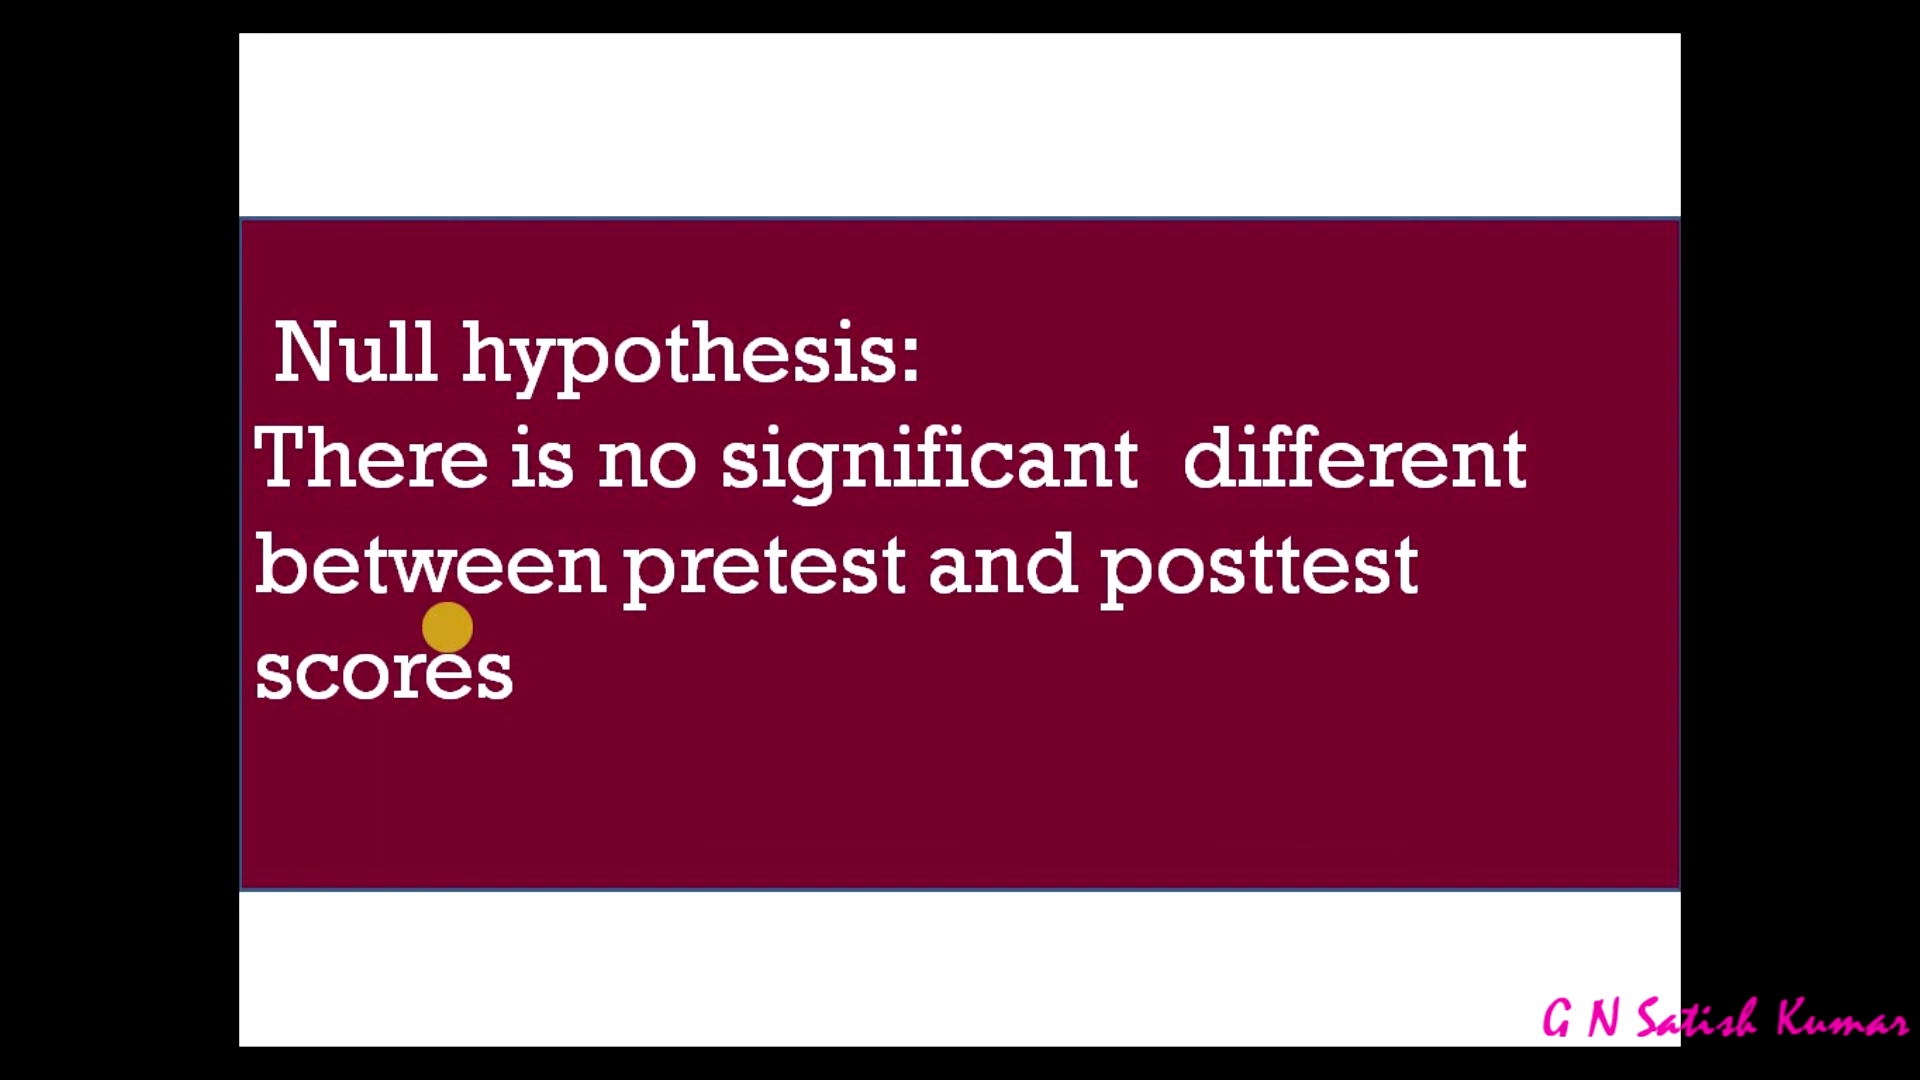 Null hypothesis:
There is no significant  different
between pretest and posttest
scores
G N Satish Kumar